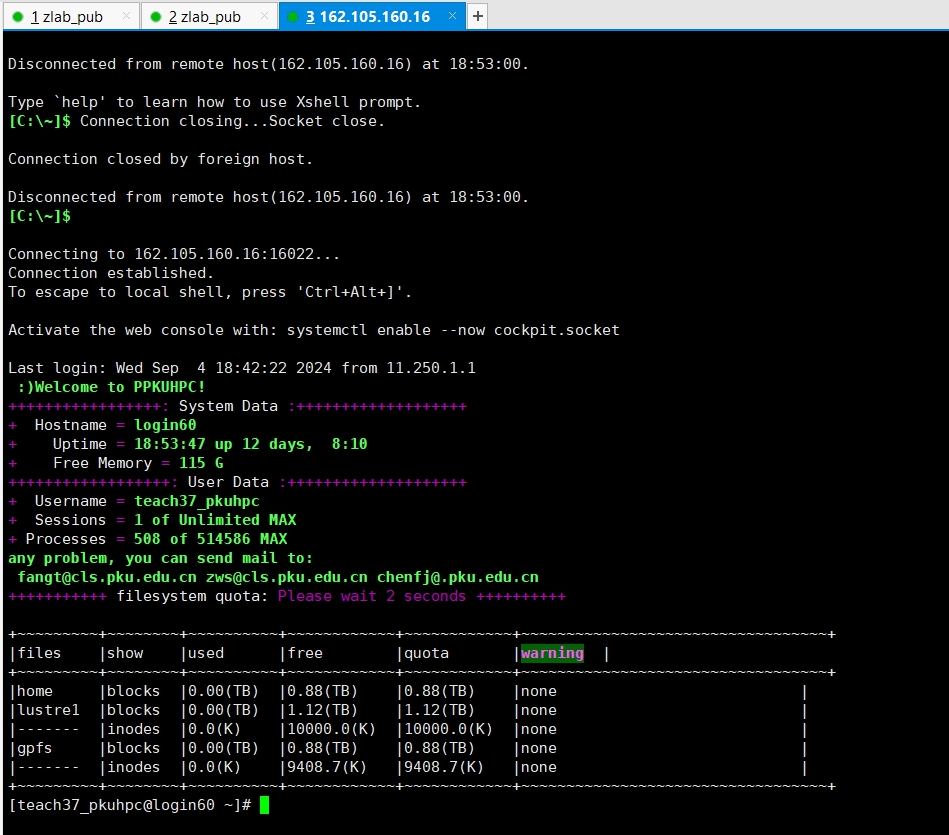 1 zlab_pub × 2 zlab_pub × 3 162.105.160.16 × +
Disconnected from remote host(162.105.160.16) at 18:53:00.
Type `help' to learn how to use Xshell prompt.
[C:\~]$ Connection closing...Socket close.
Connection closed by foreign host.
Disconnected from remote host(162.105.160.16) at 18:53:00.
[C:\~]$
Connecting to 162.105.160.16:16022...
Connection established.
To escape to local shell, press 'Ctrl+Alt+]'.
Activate the web console with: systemctl enable --now cockpit.socket
Last login: Wed Sep  4 18:42:22 2024 from 11.250.1.1
 :)Welcome to PPKUHPC!
+++++++++++++++++: System Data :+++++++++++++++++++
+  Hostname = login60
+    Uptime = 18:53:47 up 12 days,  8:10
+    Free Memory = 115 G
++++++++++++++++++: User Data :++++++++++++++++++++
+  Username = teach37_pkuhpc
+  Sessions = 1 of Unlimited MAX
+ Processes = 508 of 514586 MAX
any problem, you can send mail to:
 fangt@cls.pku.edu.cn zws@cls.pku.edu.cn chenfj@.pku.edu.cn
+++++++++++ filesystem quota: Please wait 2 seconds ++++++++++
+~~~~~~~~~+~~~~~~~~+~~~~~~~~~~+~~~~~~~~~~~~+~~~~~~~~~~~~+~~~~~~~~~~~~~~~~~~~~~~~~~~~~~~~~~~+
|files    |show    |used      |free        |quota       |warning  |
+~~~~~~~~~+~~~~~~~~+~~~~~~~~~~+~~~~~~~~~~~~+~~~~~~~~~~~~+~~~~~~~~~~~~~~~~~~~~~~~~~~~~~~~~~~+
|home     |blocks  |0.00(TB)  |0.88(TB)    |0.88(TB)    |none                           |
|lustre1  |blocks  |0.00(TB)  |1.12(TB)    |1.12(TB)    |none                           |
|-------  |inodes  |0.0(K)    |10000.0(K)  |10000.0(K)  |none                           |
|gpfs     |blocks  |0.00(TB)  |0.88(TB)    |0.88(TB)    |none                           |
|-------  |inodes  |0.0(K)    |9408.7(K)   |9408.7(K)   |none                           |
+~~~~~~~~~+~~~~~~~~+~~~~~~~~~~+~~~~~~~~~~~~+~~~~~~~~~~~~+~~~~~~~~~~~~~~~~~~~~~~~~~~~~~~~~~~+
[teach37_pkuhpc@login60 ~]#